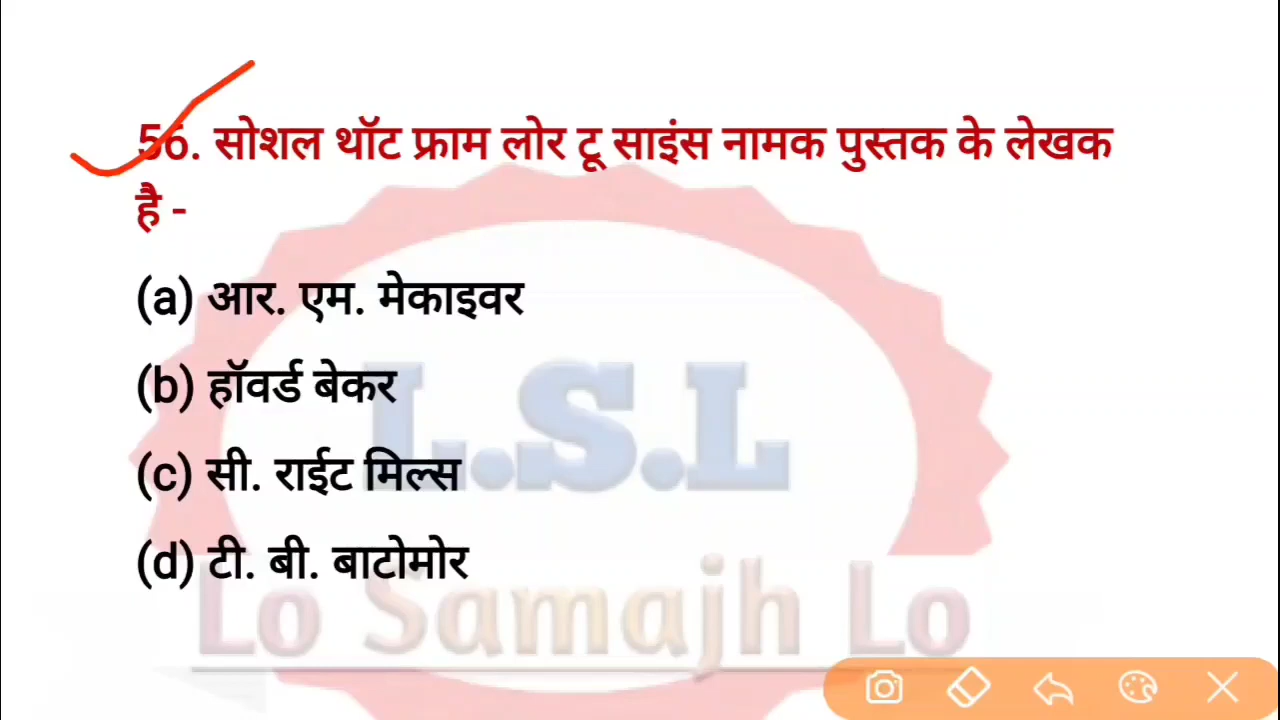 56. सोशल थॉट फ्राम लोर टू साइंस नामक पुस्तक के लेखक
है -
(a) आर. एम. मेकाइवर
(b) हॉवर्ड बेकर
(c) सी. राईट मिल्स
(d) टी. बी. बाटोमोर
L.S.L
Lo Samajh Lo